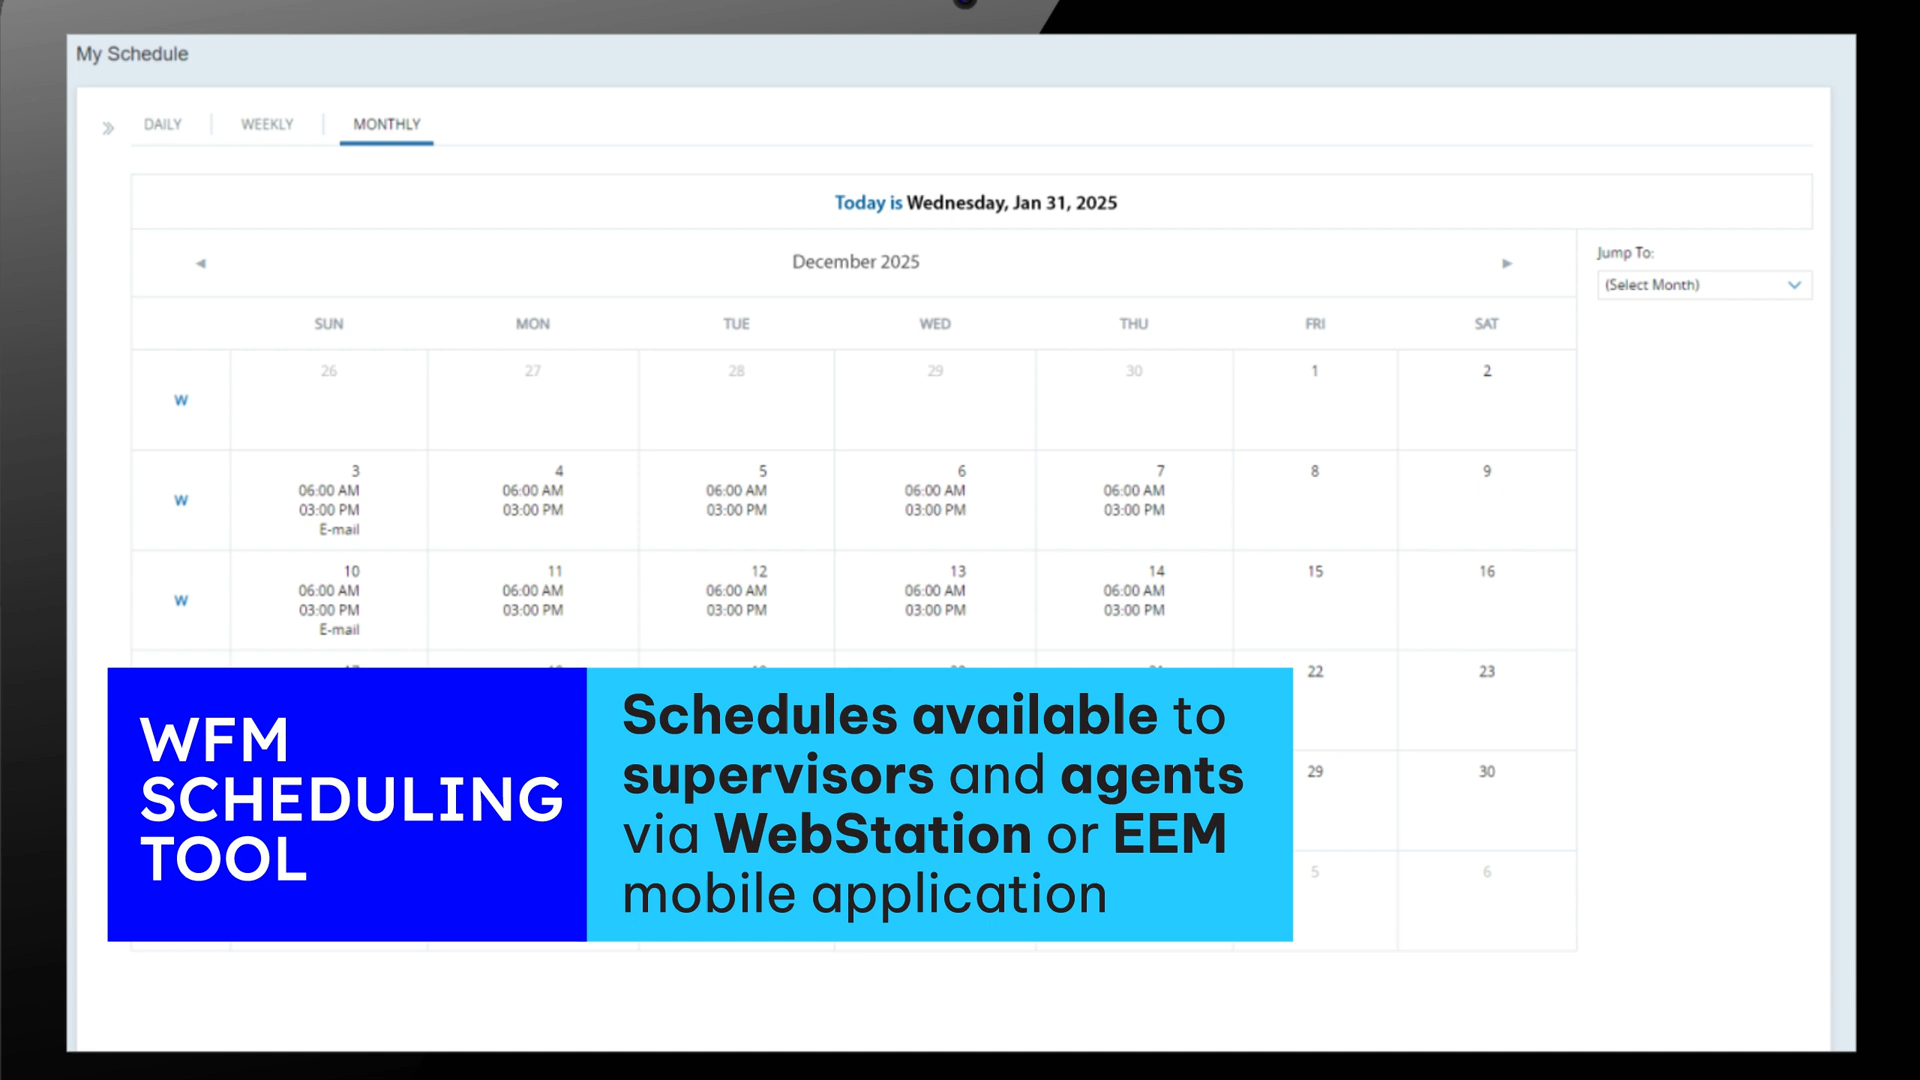 My Schedule
DAILY WEEKLY MONTHLY
Today is Wednesday, Jan 31, 2025
December 2025
Jump To:
(Select Month)
SUN MON TUE WED THU FRI SAT
26 27 28 29 30 1 2
W
3 4 5 6 7 8 9
06:00 AM 06:00 AM 06:00 AM 06:00 AM 06:00 AM
W
03:00 PM 03:00 PM 03:00 PM 03:00 PM 03:00 PM
E-mail
10 11 12 13 14 15 16
06:00 AM 06:00 AM 06:00 AM 06:00 AM 06:00 AM
W
03:00 PM 03:00 PM 03:00 PM 03:00 PM 03:00 PM
E-mail
22 23
29 30
5 6
WFM
SCHEDULING
TOOL
Schedules available to
supervisors and agents
via WebStation or EEM
mobile application